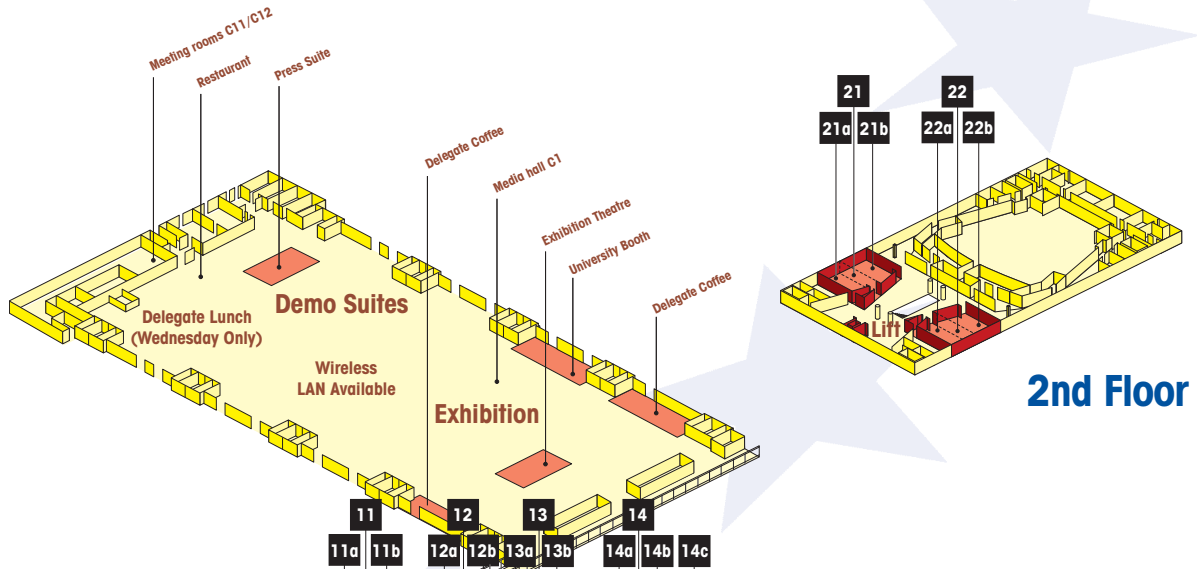 Meeting rooms C11/C12
Restaurant
Press Suite
Delegate Coffee
Media hall C1
Exhibition Theatre
University Booth
Delegate Coffee
21
22
21a
21b
22a
22b
Demo Suites
Delegate Lunch
(Wednesday Only)
Wireless
LAN Available
Exhibition
Lift
2nd Floor
11
12
13
14
11a
11b
12a
12b
13a
13b
14a
14b
14c